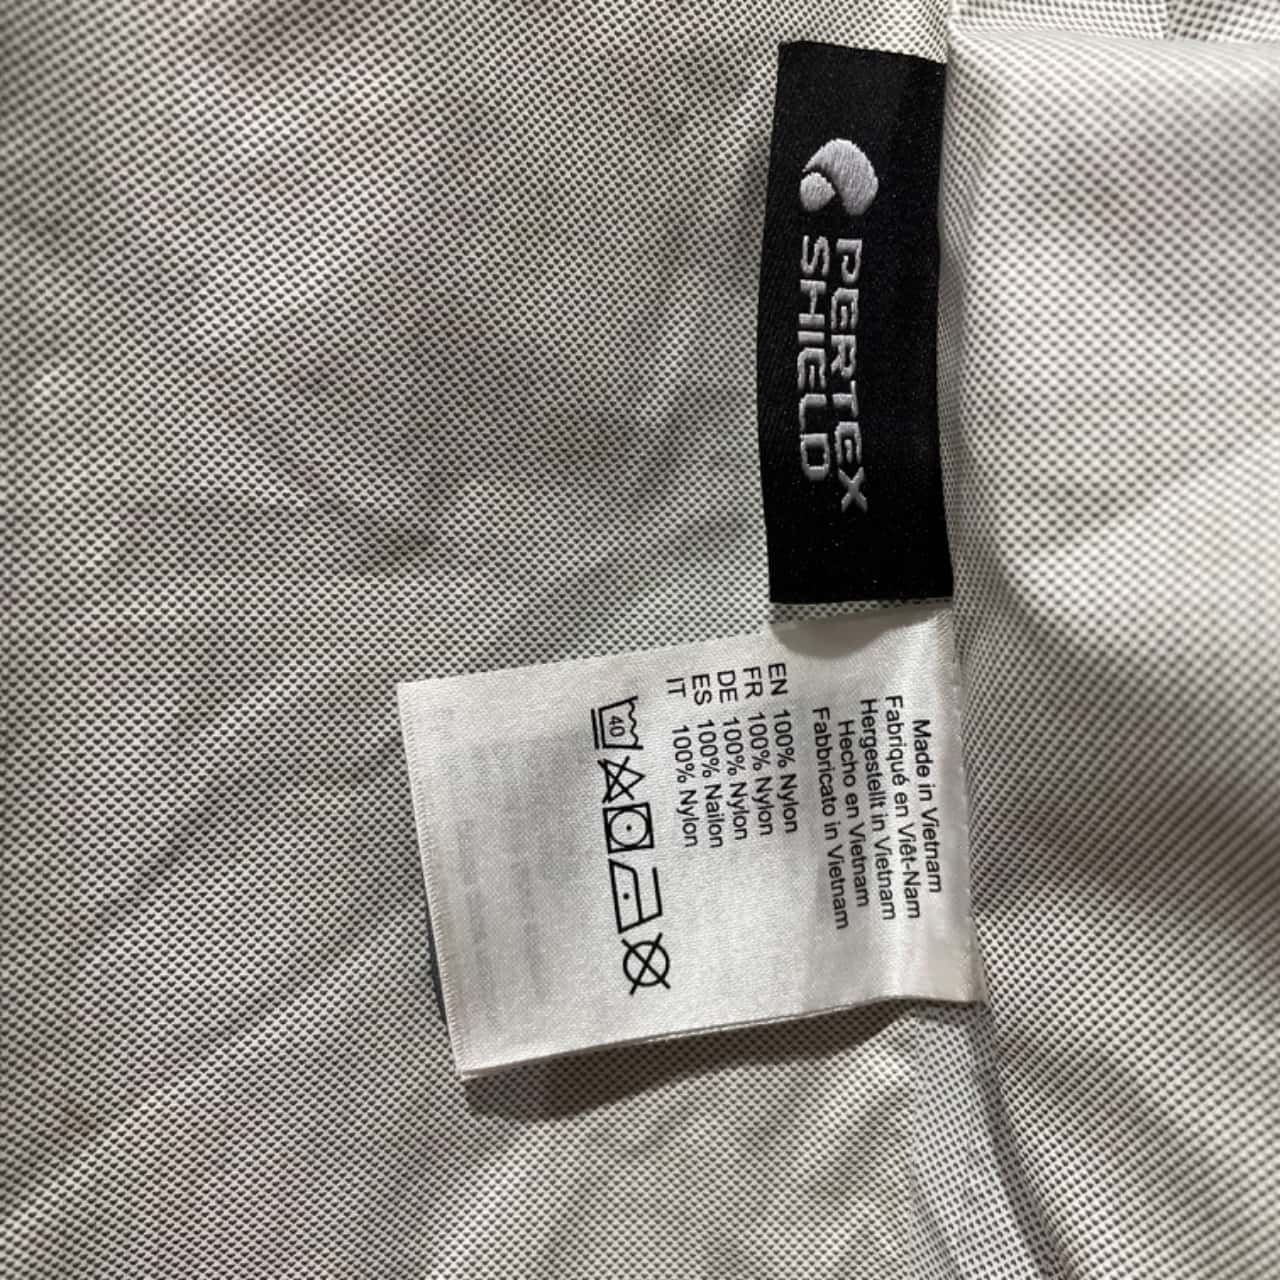 PERTEX
SHIELD
Made in Vietnam
Fabriqué en Viêt-Nam
Hergestellt in Vietnam
Hecho en Vietnam
Fabbricato in Vietnam
EN 100% Nylon
FR 100% Nylon
DE 100% Nylon
ES 100% Nailon
IT 100% Nylon
40